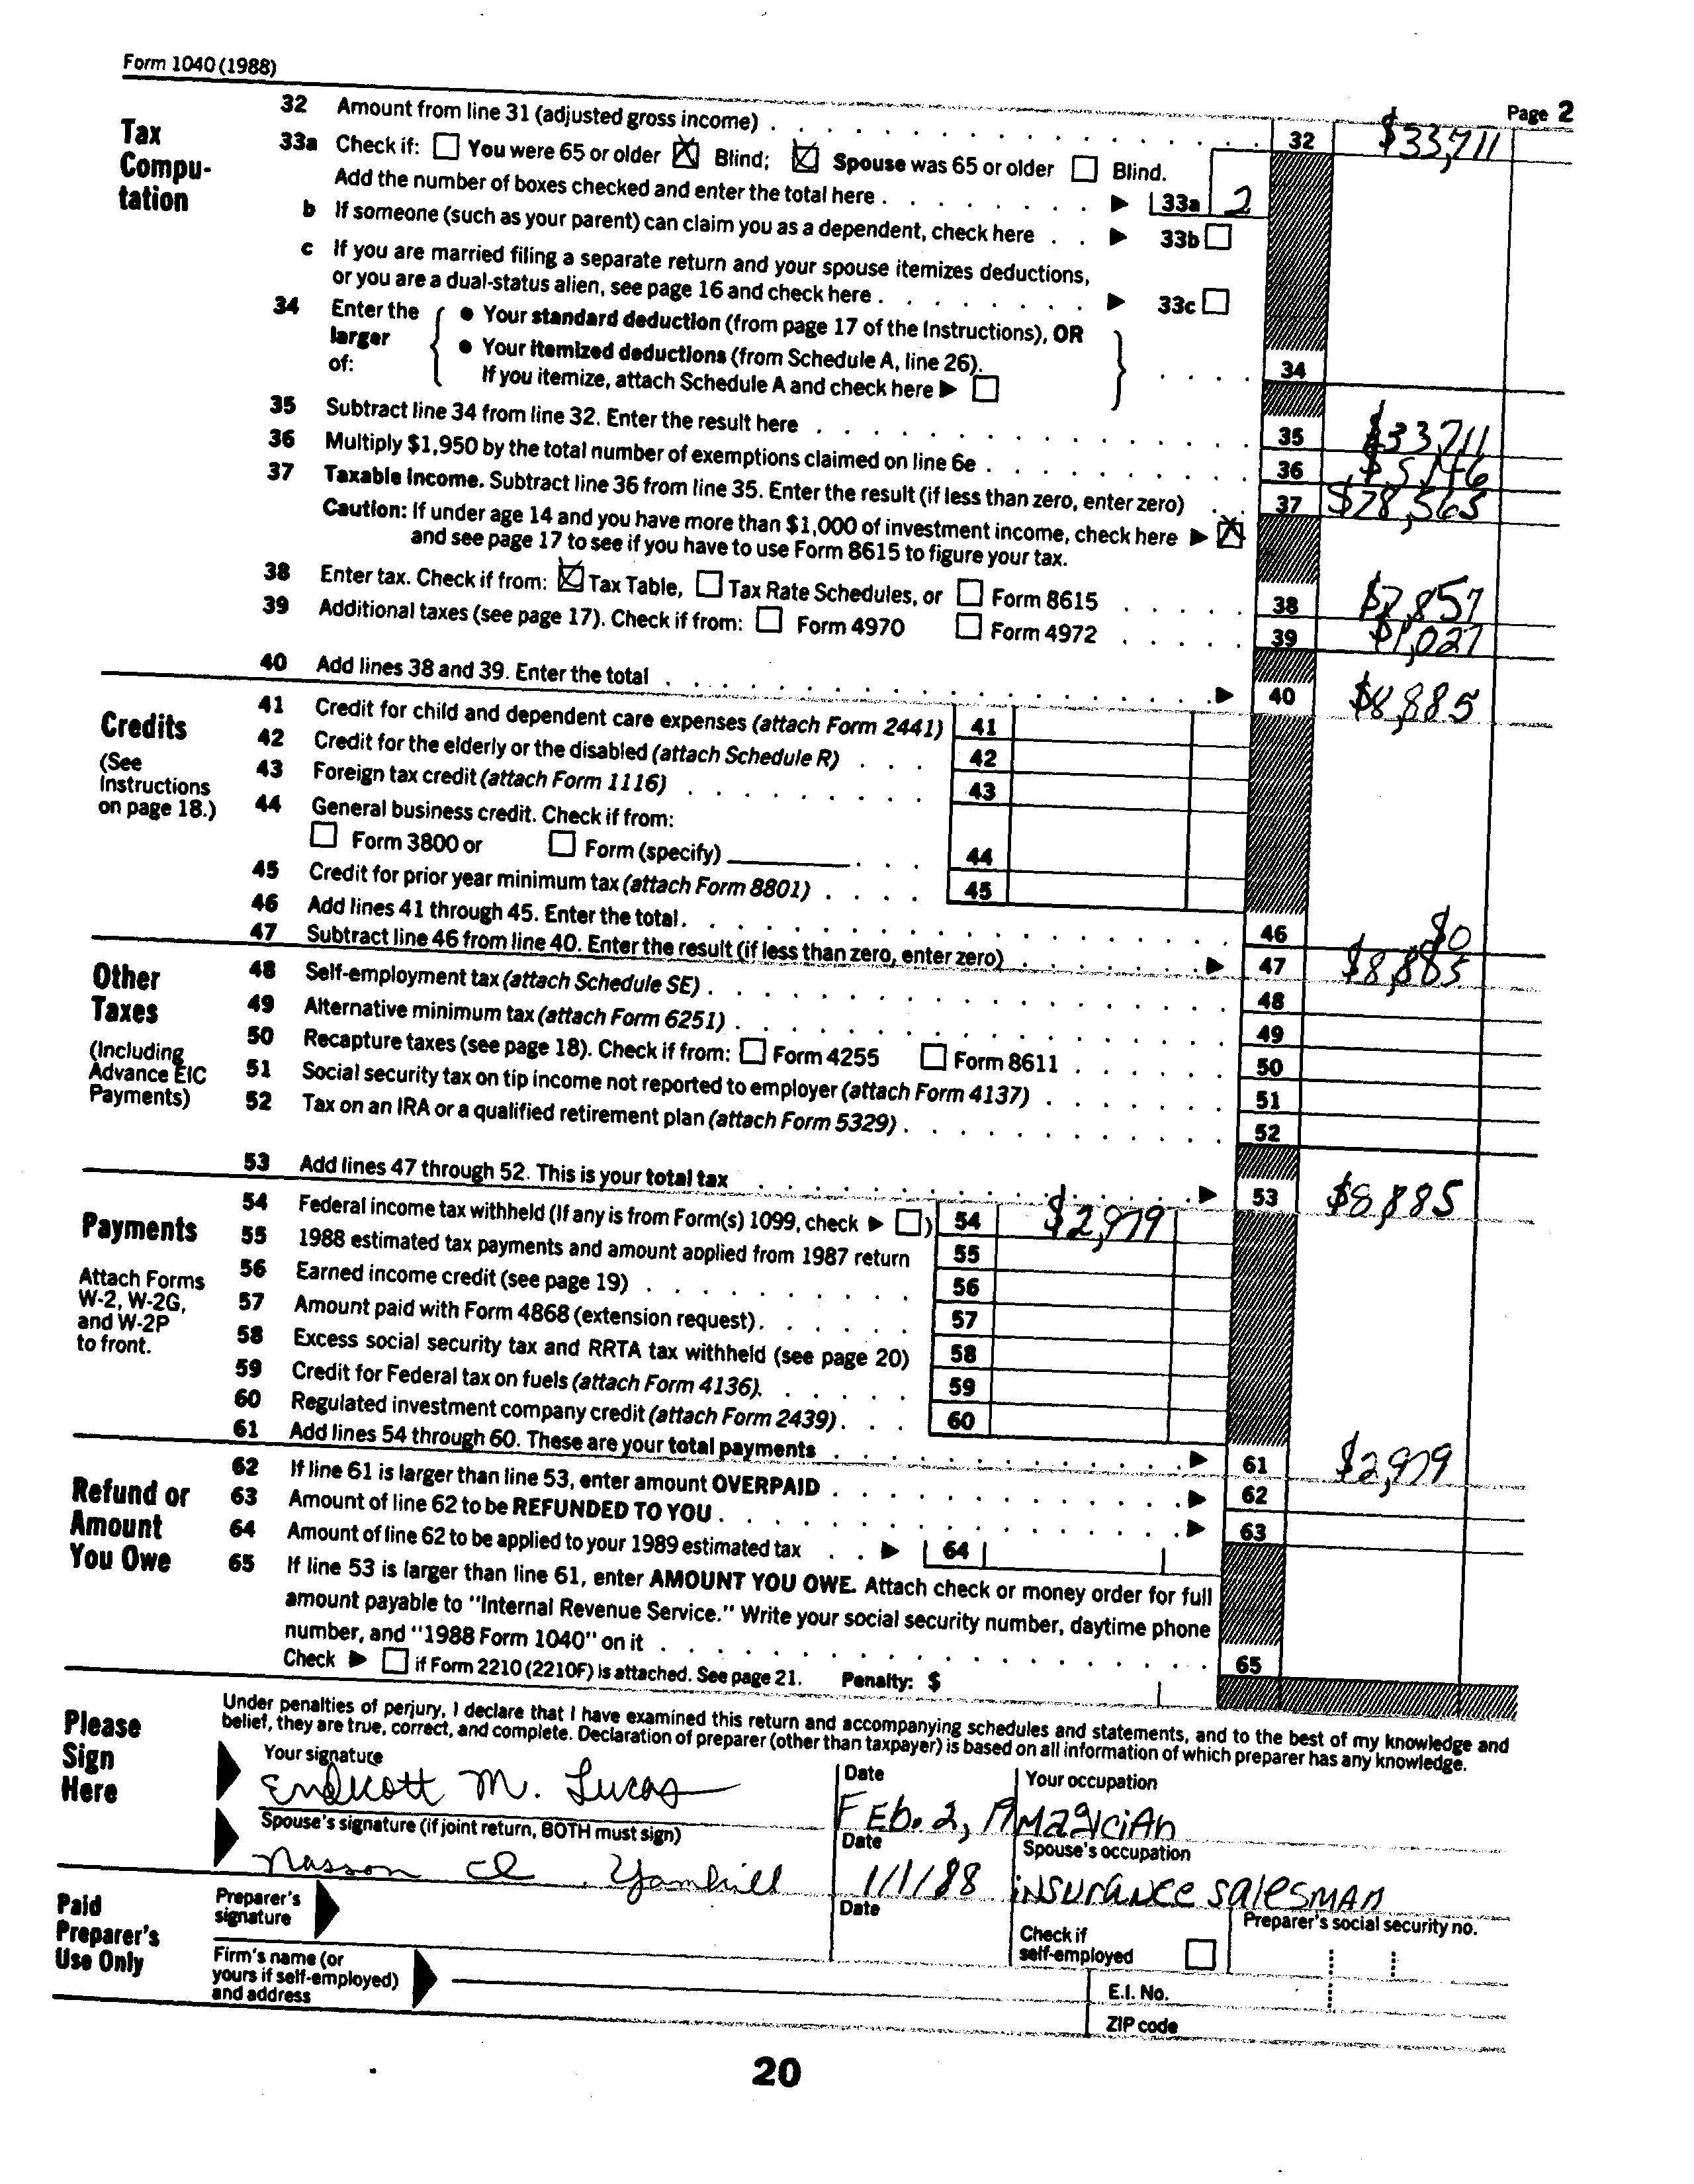 Form 1040 (1988)
Page 2
Tax Compu- tation
32 Amount from line 31 (adjusted gross income) 32 $33,711
33a Check if: You were 65 or older Blind; Spouse was 65 or older Blind.
Add the number of boxes checked and enter the total here 33a 2
b If someone (such as your parent) can claim you as a dependent, check here 33b
c If you are married filing a separate return and your spouse itemizes deductions,
or you are a dual-status alien, see page 16 and check here 33c
34 Enter the larger of:
• Your standard deduction (from page 17 of the Instructions), OR
• Your itemized deductions (from Schedule A, line 26).
If you itemize, attach Schedule A and check here
34
35 Subtract line 34 from line 32. Enter the result here 35 $33,711
36 Multiply $1,950 by the total number of exemptions claimed on line 6e 36 $5,146
37 Taxable income. Subtract line 36 from line 35. Enter the result (if less than zero, enter zero) 37 $28,565
Caution: If under age 14 and you have more than $1,000 of investment income, check here
and see page 17 to see if you have to use Form 8615 to figure your tax.
38 Enter tax. Check if from: Tax Table, Tax Rate Schedules, or Form 8615 38 $7,857
39 Additional taxes (see page 17). Check if from: Form 4970 Form 4972 39 $1,027
40 Add lines 38 and 39. Enter the total 40 $8,885
Credits
(See Instructions on page 18.)
41 Credit for child and dependent care expenses (attach Form 2441) 41
42 Credit for the elderly or the disabled (attach Schedule R) 42
43 Foreign tax credit (attach Form 1116) 43
44 General business credit. Check if from:
Form 3800 or Form (specify) 44
45 Credit for prior year minimum tax (attach Form 8801) 45
46 Add lines 41 through 45. Enter the total. 46 $0
47 Subtract line 46 from line 40. Enter the result (if less than zero, enter zero) 47 $8,885
Other Taxes
(Including Advance EIC Payments)
48 Self-employment tax (attach Schedule SE) 48
49 Alternative minimum tax (attach Form 6251) 49
50 Recapture taxes (see page 18). Check if from: Form 4255 Form 8611 50
51 Social security tax on tip income not reported to employer (attach Form 4137) 51
52 Tax on an IRA or a qualified retirement plan (attach Form 5329) 52
53 Add lines 47 through 52. This is your total tax 53 $8,885
Payments
Attach Forms W-2, W-2G, and W-2P to front.
54 Federal income tax withheld (If any is from Form(s) 1099, check ) 54 $2,979
55 1988 estimated tax payments and amount applied from 1987 return 55
56 Earned income credit (see page 19) 56
57 Amount paid with Form 4868 (extension request) 57
58 Excess social security tax and RRTA tax withheld (see page 20) 58
59 Credit for Federal tax on fuels (attach Form 4136) 59
60 Regulated investment company credit (attach Form 2439) 60
61 Add lines 54 through 60. These are your total payments 61 $2,979
Refund or Amount You Owe
62 If line 61 is larger than line 53, enter amount OVERPAID 62
63 Amount of line 62 to be REFUNDED TO YOU 63
64 Amount of line 62 to be applied to your 1989 estimated tax 64
65 If line 53 is larger than line 61, enter AMOUNT YOU OWE. Attach check or money order for full
amount payable to "Internal Revenue Service." Write your social security number, daytime phone
number, and "1988 Form 1040" on it 65
Check if Form 2210 (2210F) is attached. See page 21. Penalty: $
Please Sign Here
Under penalties of perjury, I declare that I have examined this return and accompanying schedules and statements, and to the best of my knowledge and
belief, they are true, correct, and complete. Declaration of preparer (other than taxpayer) is based on all information of which preparer has any knowledge.
Your signature Date Your occupation
Endicott M. Lucas FEb. 2, Magician
Spouse's signature (if joint return, BOTH must sign) Date Spouse's occupation
Nasson Yamhill 1/1/88 insurance salesman
Paid Preparer's Use Only
Preparer's signature Date Check if self-employed Preparer's social security no.
Firm's name (or yours if self-employed) and address E.I. No.
ZIP code
20